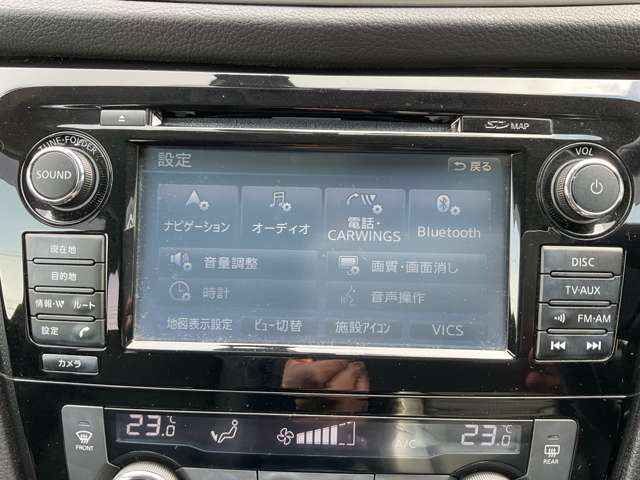 SD MAP
TUNE・FOLDER
SOUND
VOL
設定
戻る
ナビゲーション
オーディオ
電話・
CARWINGS
Bluetooth
音量調整
画質・画面消し
時計
音声操作
地図表示設定
ビュー切替
施設アイコン
VICS
現在地
目的地
情報・W
ルート
設定
カメラ
DISC
TV・AUX
FM・AM
23.0℃
A/C
23.0℃
FRONT
REAR